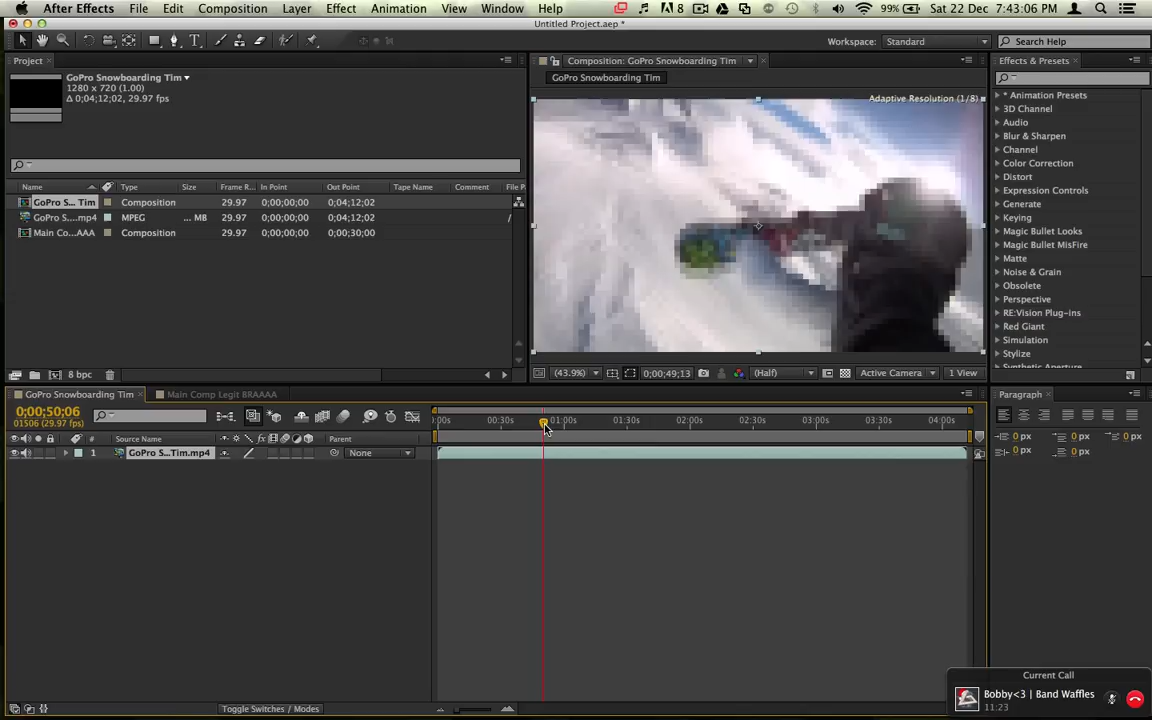 After Effects File Edit Composition Layer Effect Animation View Window Help 8 99% Sat 22 Dec 7:43:06 PM
Untitled Project.aep *
Workspace: Standard Search Help
Project
GoPro Snowboarding Tim
1280 x 720 (1.00)
Δ 0;04;12;02, 29.97 fps
Name Type Size Frame R... In Point Out Point Tape Name Comment File P
GoPro S... Tim Composition 29.97 0;00;00;00 0;04;12;02
GoPro S....mp4 MPEG ... MB 29.97 0;00;00;00 0;04;12;02 /
Main Co...AAA Composition 29.97 0;00;00;00 0;00;30;00
8 bpc
Composition: GoPro Snowboarding Tim
GoPro Snowboarding Tim
Adaptive Resolution (1/8)
(43.9%) 0;00;49;13 (Half) Active Camera 1 View
Effects & Presets
* Animation Presets
3D Channel
Audio
Blur & Sharpen
Channel
Color Correction
Distort
Expression Controls
Generate
Keying
Magic Bullet Looks
Magic Bullet MisFire
Matte
Noise & Grain
Obsolete
Perspective
RE:Vision Plug-ins
Red Giant
Simulation
Stylize
Synthetic Aperture
GoPro Snowboarding Tim Main Comp Legit BRAAAA
0;00;50;06
01506 (29.97 fps)
:00s 00:30s 01:00s 01:30s 02:00s 02:30s 03:00s 03:30s 04:00s
# Source Name Parent
1 GoPro S...Tim.mp4 None
Toggle Switches / Modes
Paragraph
0 px 0 px 0 px
0 px 0 px
Current Call
Bobby<3 | Band Waffles
11:23